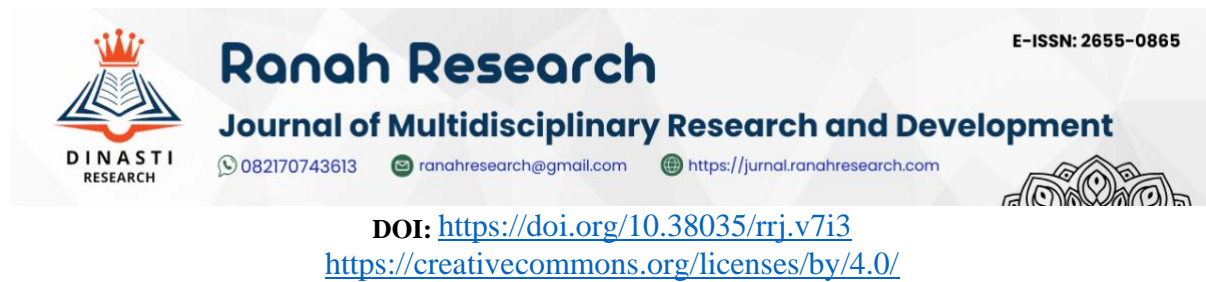 E-ISSN: 2655-0865
Ranah Research
Journal of Multidisciplinary Research and Development
DINASTI
RESEARCH
082170743613 ranahresearch@gmail.com https://jurnal.ranahresearch.com
DOI: https://doi.org/10.38035/rrj.v7i3
https://creativecommons.org/licenses/by/4.0/